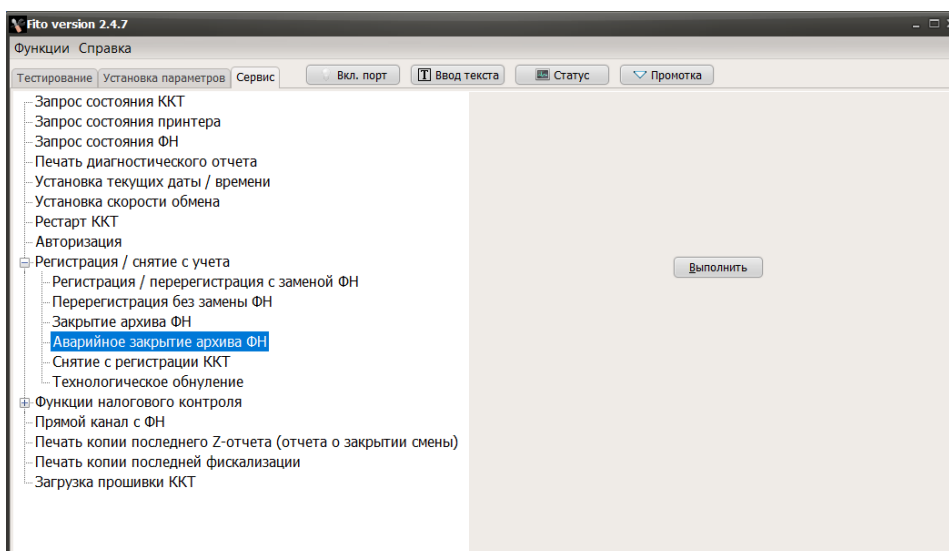 Fito version 2.4.7
Функции Справка
Тестирование Установка параметров Сервис Вкл. порт Ввод текста Статус Промотка
Запрос состояния ККТ
Запрос состояния принтера
Запрос состояния ФН
Печать диагностического отчета
Установка текущих даты / времени
Установка скорости обмена
Рестарт ККТ
Авторизация
Регистрация / снятие с учета
Регистрация / перерегистрация с заменой ФН
Перерегистрация без замены ФН
Закрытие архива ФН
Аварийное закрытие архива ФН
Снятие с регистрации ККТ
Технологическое обнуление
Функции налогового контроля
Прямой канал с ФН
Печать копии последнего Z-отчета (отчета о закрытии смены)
Печать копии последней фискализации
Загрузка прошивки ККТ
Выполнить